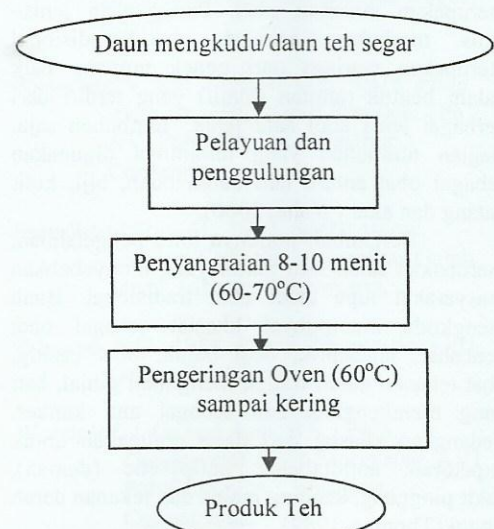 Daun mengkudu/daun teh segar
Pelayuan dan
penggulungan
Penyangraian 8-10 menit
(60-70°C)
Pengeringan Oven (60°C)
sampai kering
Produk Teh